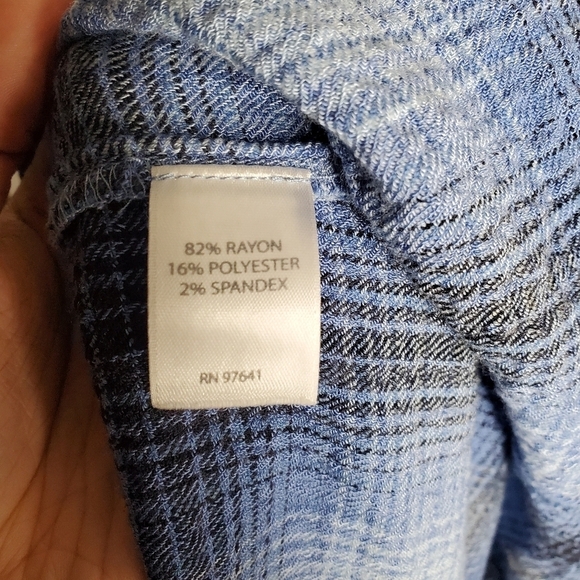 82% RAYON
16% POLYESTER
2% SPANDEX
RN 97641